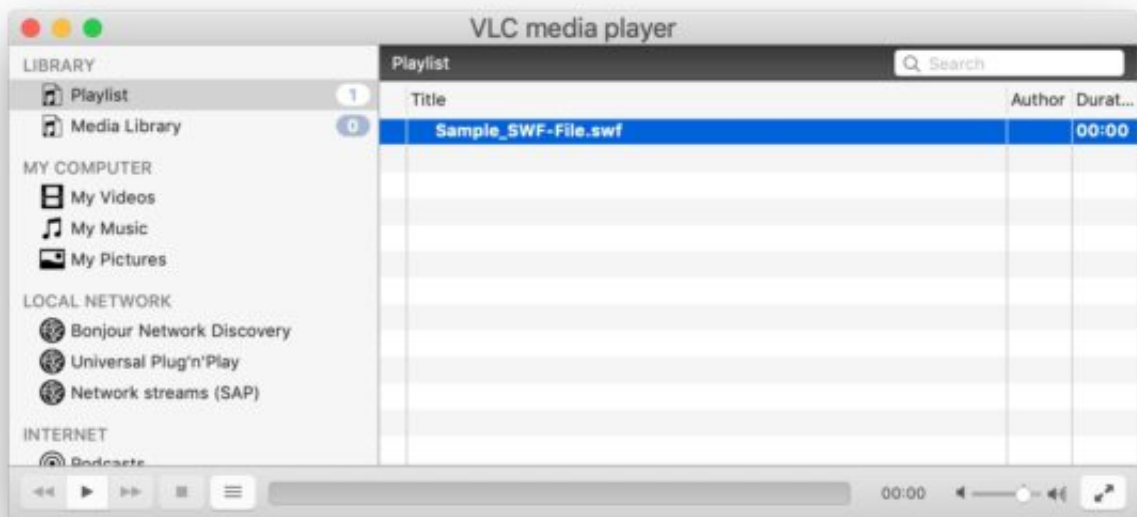 VLC media player
LIBRARY
Playlist 1
Media Library 0
MY COMPUTER
My Videos
My Music
My Pictures
LOCAL NETWORK
Bonjour Network Discovery
Universal Plug'n'Play
Network streams (SAP)
INTERNET
Podcasts
Playlist
Search
Title Author Durat...
Sample_SWF-File.swf 00:00
00:00